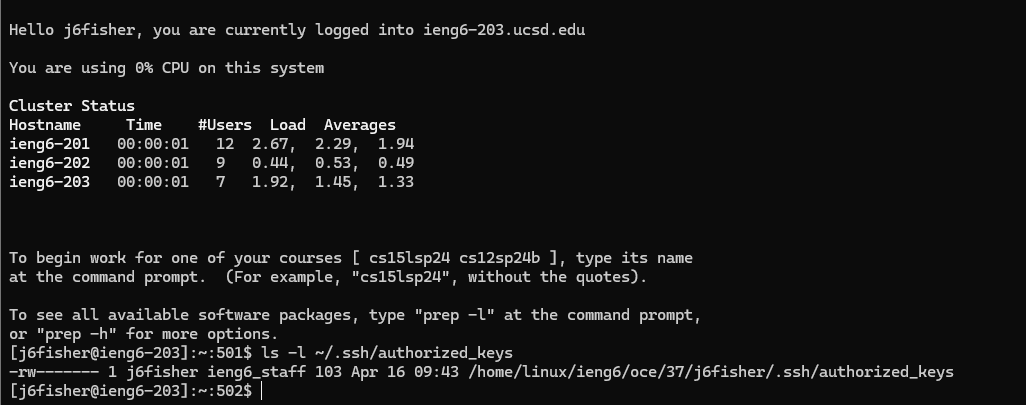 Hello j6fisher, you are currently logged into ieng6-203.ucsd.edu
You are using 0% CPU on this system
Cluster Status
Hostname     Time    #Users  Load  Averages
ieng6-201   00:00:01   12  2.67,  2.29,  1.94
ieng6-202   00:00:01   9   0.44,  0.53,  0.49
ieng6-203   00:00:01   7   1.92,  1.45,  1.33
To begin work for one of your courses [ cs15lsp24 cs12sp24b ], type its name
at the command prompt.  (For example, "cs15lsp24", without the quotes).
To see all available software packages, type "prep -l" at the command prompt,
or "prep -h" for more options.
[j6fisher@ieng6-203]:~:501$ ls -l ~/.ssh/authorized_keys
-rw------- 1 j6fisher ieng6_staff 103 Apr 16 09:43 /home/linux/ieng6/oce/37/j6fisher/.ssh/authorized_keys
[j6fisher@ieng6-203]:~:502$